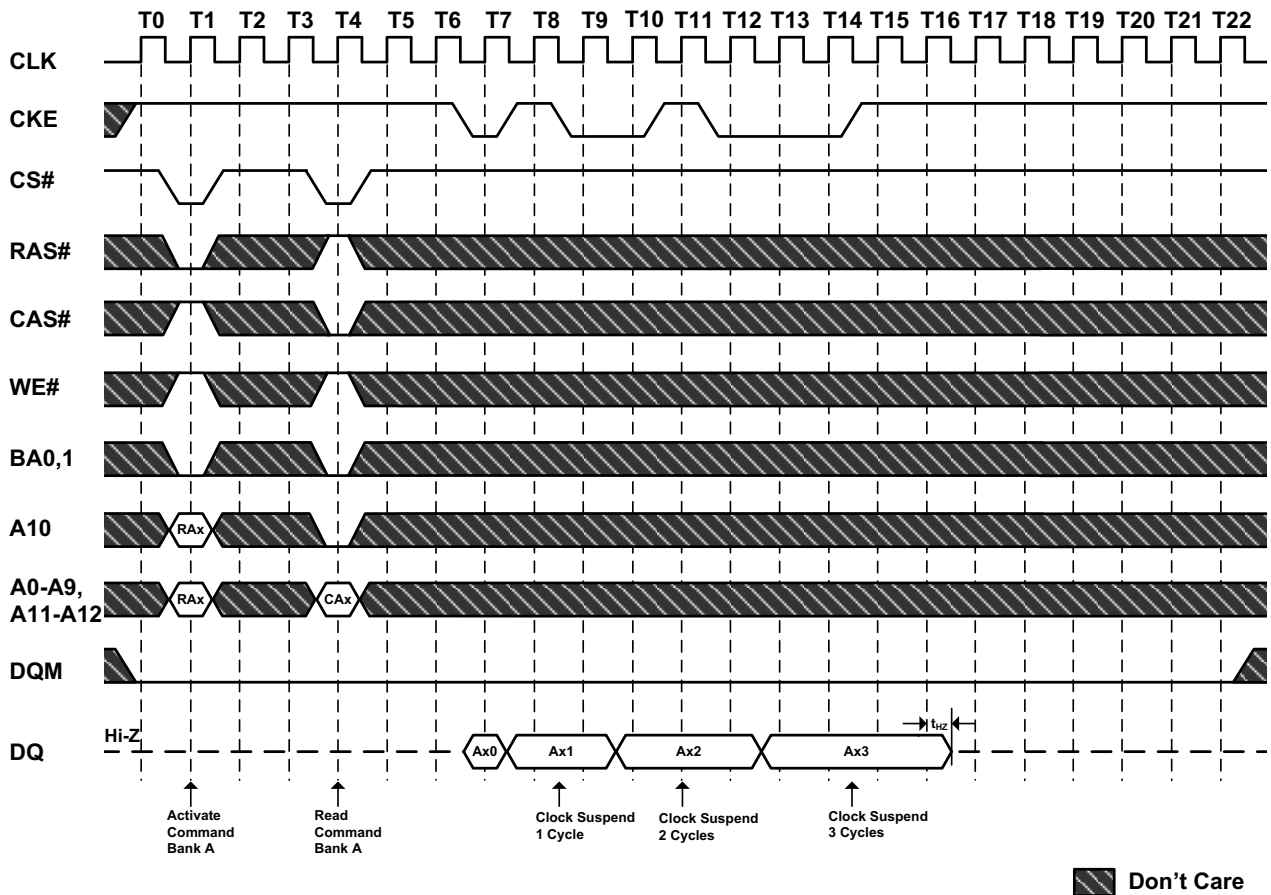 T0 T1 T2 T3 T4 T5 T6 T7 T8 T9 T10 T11 T12 T13 T14 T15 T16 T17 T18 T19 T20 T21 T22
CLK
CKE
CS#
RAS#
CAS#
WE#
BA0,1
A10
RAx
A0-A9,
A11-A12
RAx CAx
DQM
tHZ
Hi-Z
DQ
Ax0 Ax1 Ax2 Ax3
Activate
Command
Bank A
Read
Command
Bank A
Clock Suspend
1 Cycle
Clock Suspend
2 Cycles
Clock Suspend
3 Cycles
Don't Care